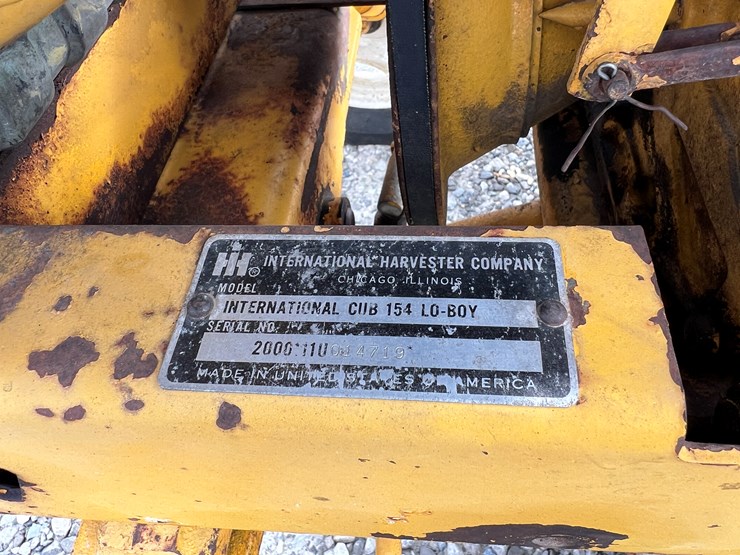 IH® INTERNATIONAL HARVESTER COMPANY
CHICAGO, ILLINOIS
MODEL
INTERNATIONAL CUB 154 LO-BOY
SERIAL NO.
MADE IN UNITED STATES OF AMERICA